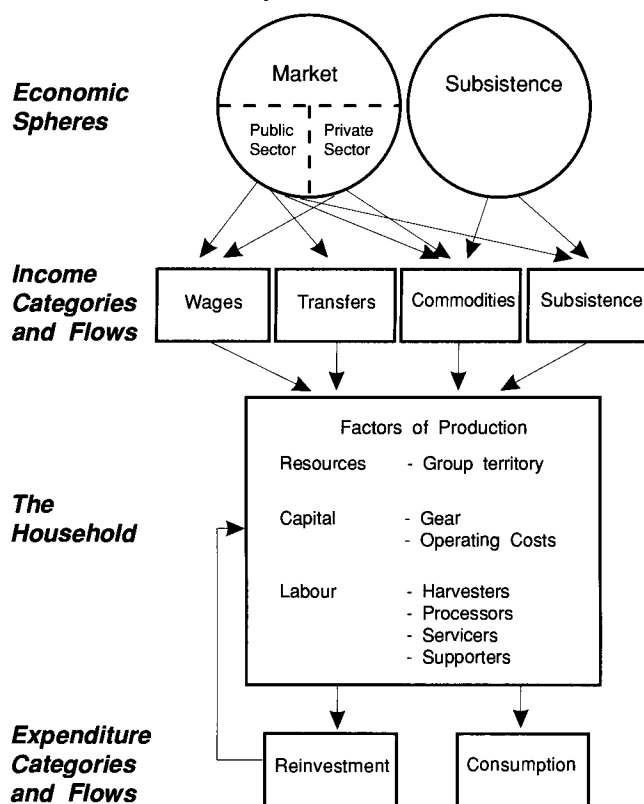 Economic
Spheres
Market
Public
Sector
Private
Sector
Subsistence
Income
Categories
and Flows
Wages
Transfers
Commodities
Subsistence
The
Household
Factors of Production
Resources - Group territory
Capital - Gear
- Operating Costs
Labour - Harvesters
- Processors
- Servicers
- Supporters
Expenditure
Categories
and Flows
Reinvestment
Consumption